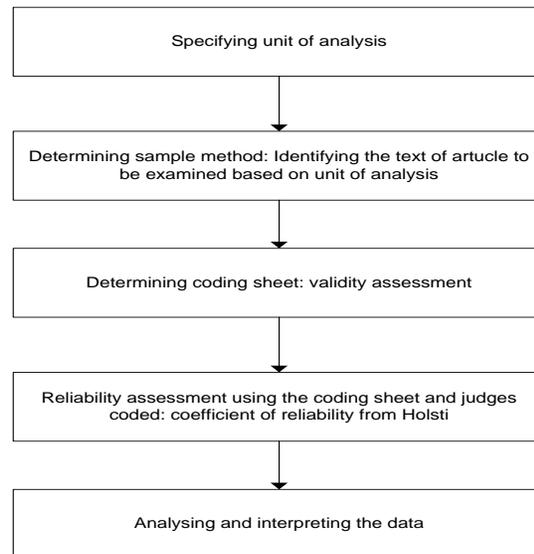 Specifying unit of analysis
Determining sample method: Identifying the text of artucle to
be examined based on unit of analysis
Determining coding sheet: validity assessment
Reliability assessment using the coding sheet and judges
coded: coefficient of reliability from Holsti
Analysing and interpreting the data